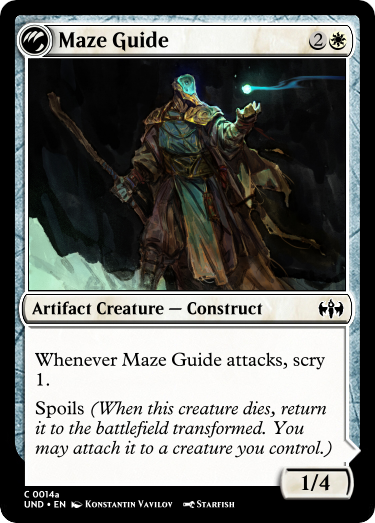 Maze Guide 2
Artifact Creature — Construct
Whenever Maze Guide attacks, scry
1.
Spoils (When this creature dies, return
it to the battlefield transformed. You
may attach it to a creature you control.)
1/4
C 0014a
UND • EN Konstantin Vavilov Starfish